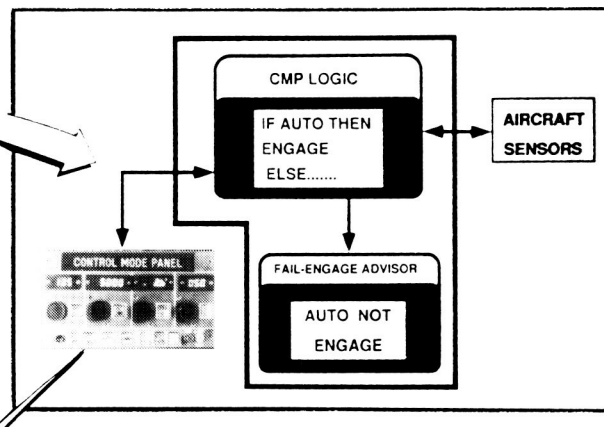 CMP LOGIC
IF AUTO THEN
ENGAGE
ELSE.......
AIRCRAFT
SENSORS
CONTROL MODE PANEL
FAIL-ENGAGE ADVISOR
AUTO NOT
ENGAGE